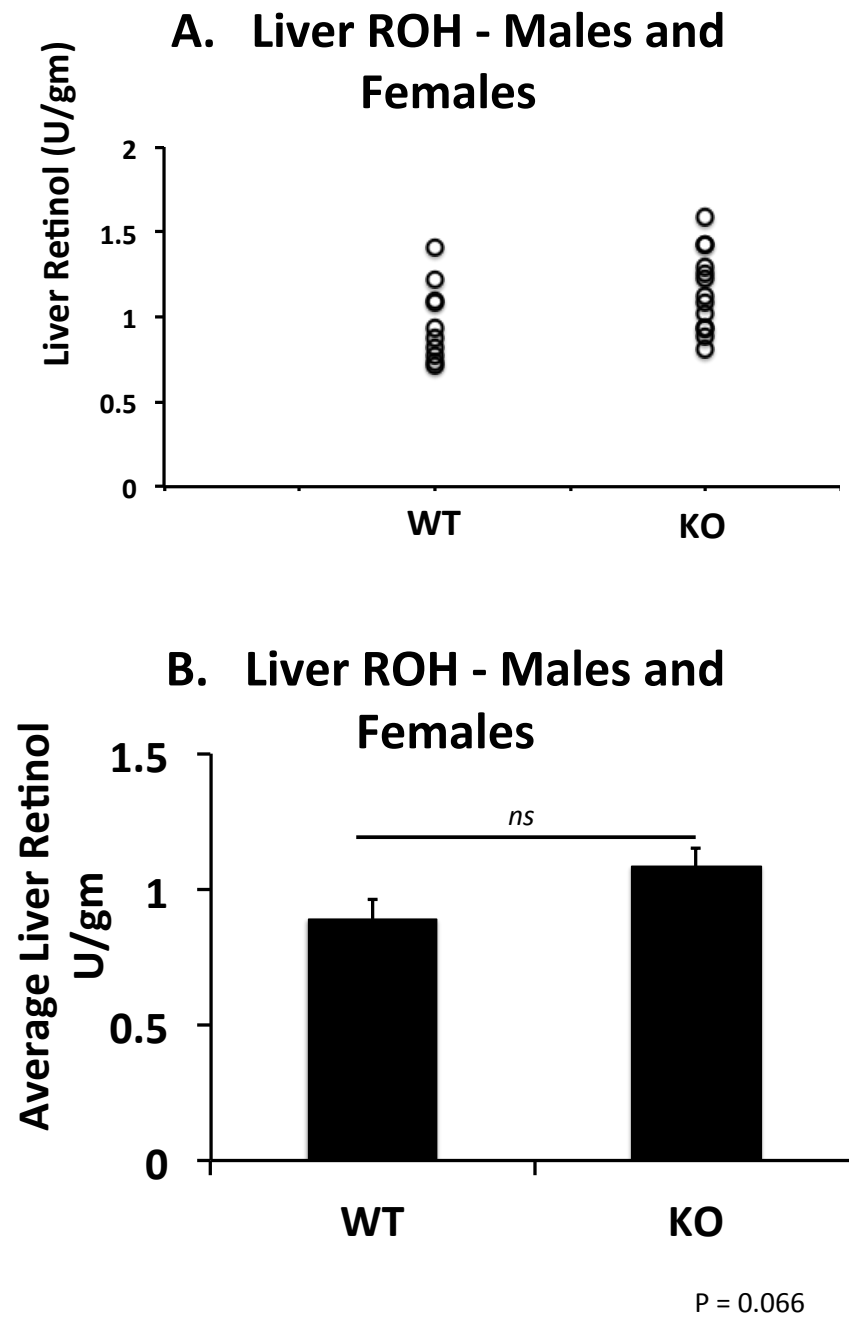 A. Liver ROH - Males and
Females
Liver Retinol (U/gm)
2
1.5
1
0.5
0
WT KO
B. Liver ROH - Males and
Females
Average Liver Retinol
U/gm
1.5
1
0.5
0
ns
WT KO
P = 0.066